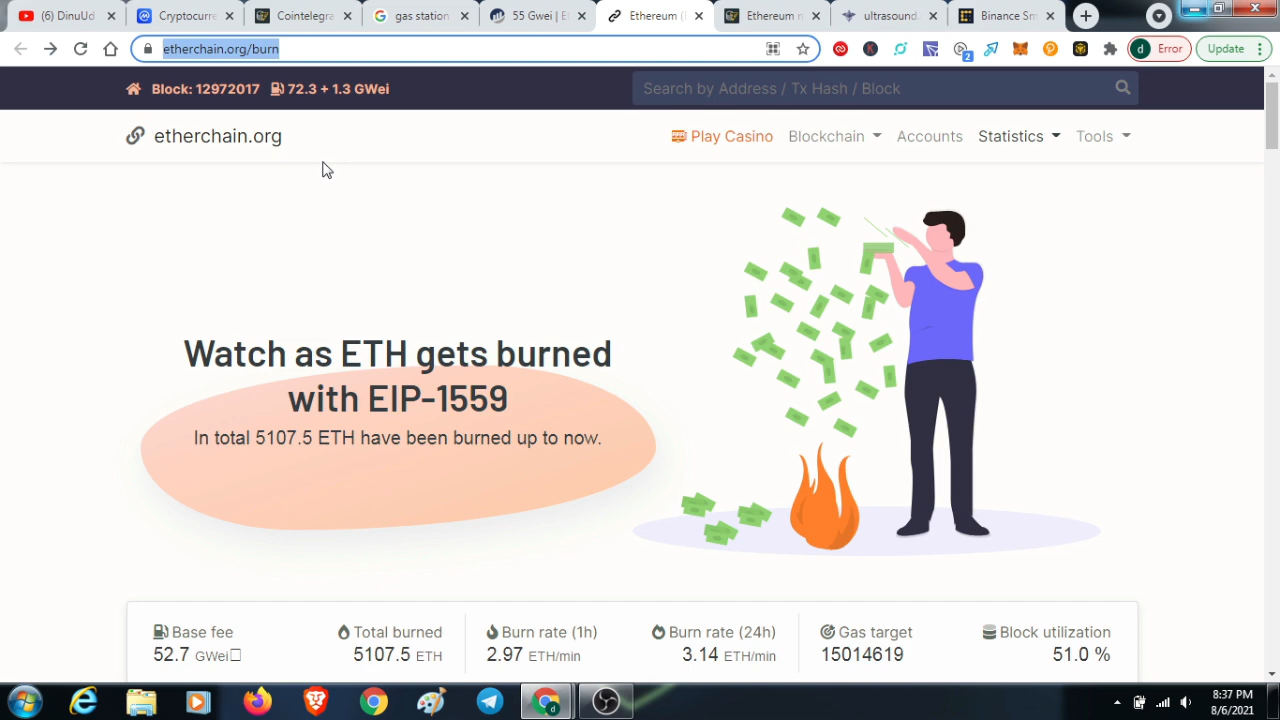 (6) DinuUd
Cryptocurre
Cointelegra
gas station
55 Gwei |
Ethereum (
Ethereum n
ultrasound.
Binance Sm
etherchain.org/burn
2
d Error
Update
Block: 12972017 72.3 + 1.3 GWei
Search by Address / Tx Hash / Block
etherchain.org
Play Casino
Blockchain
Accounts
Statistics
Tools
Watch as ETH gets burned
with EIP-1559
In total 5107.5 ETH have been burned up to now.
Base fee
52.7 GWei
Total burned
5107.5 ETH
Burn rate (1h)
2.97 ETH/min
Burn rate (24h)
3.14 ETH/min
Gas target
15014619
Block utilization
51.0 %
8:37 PM
8/6/2021